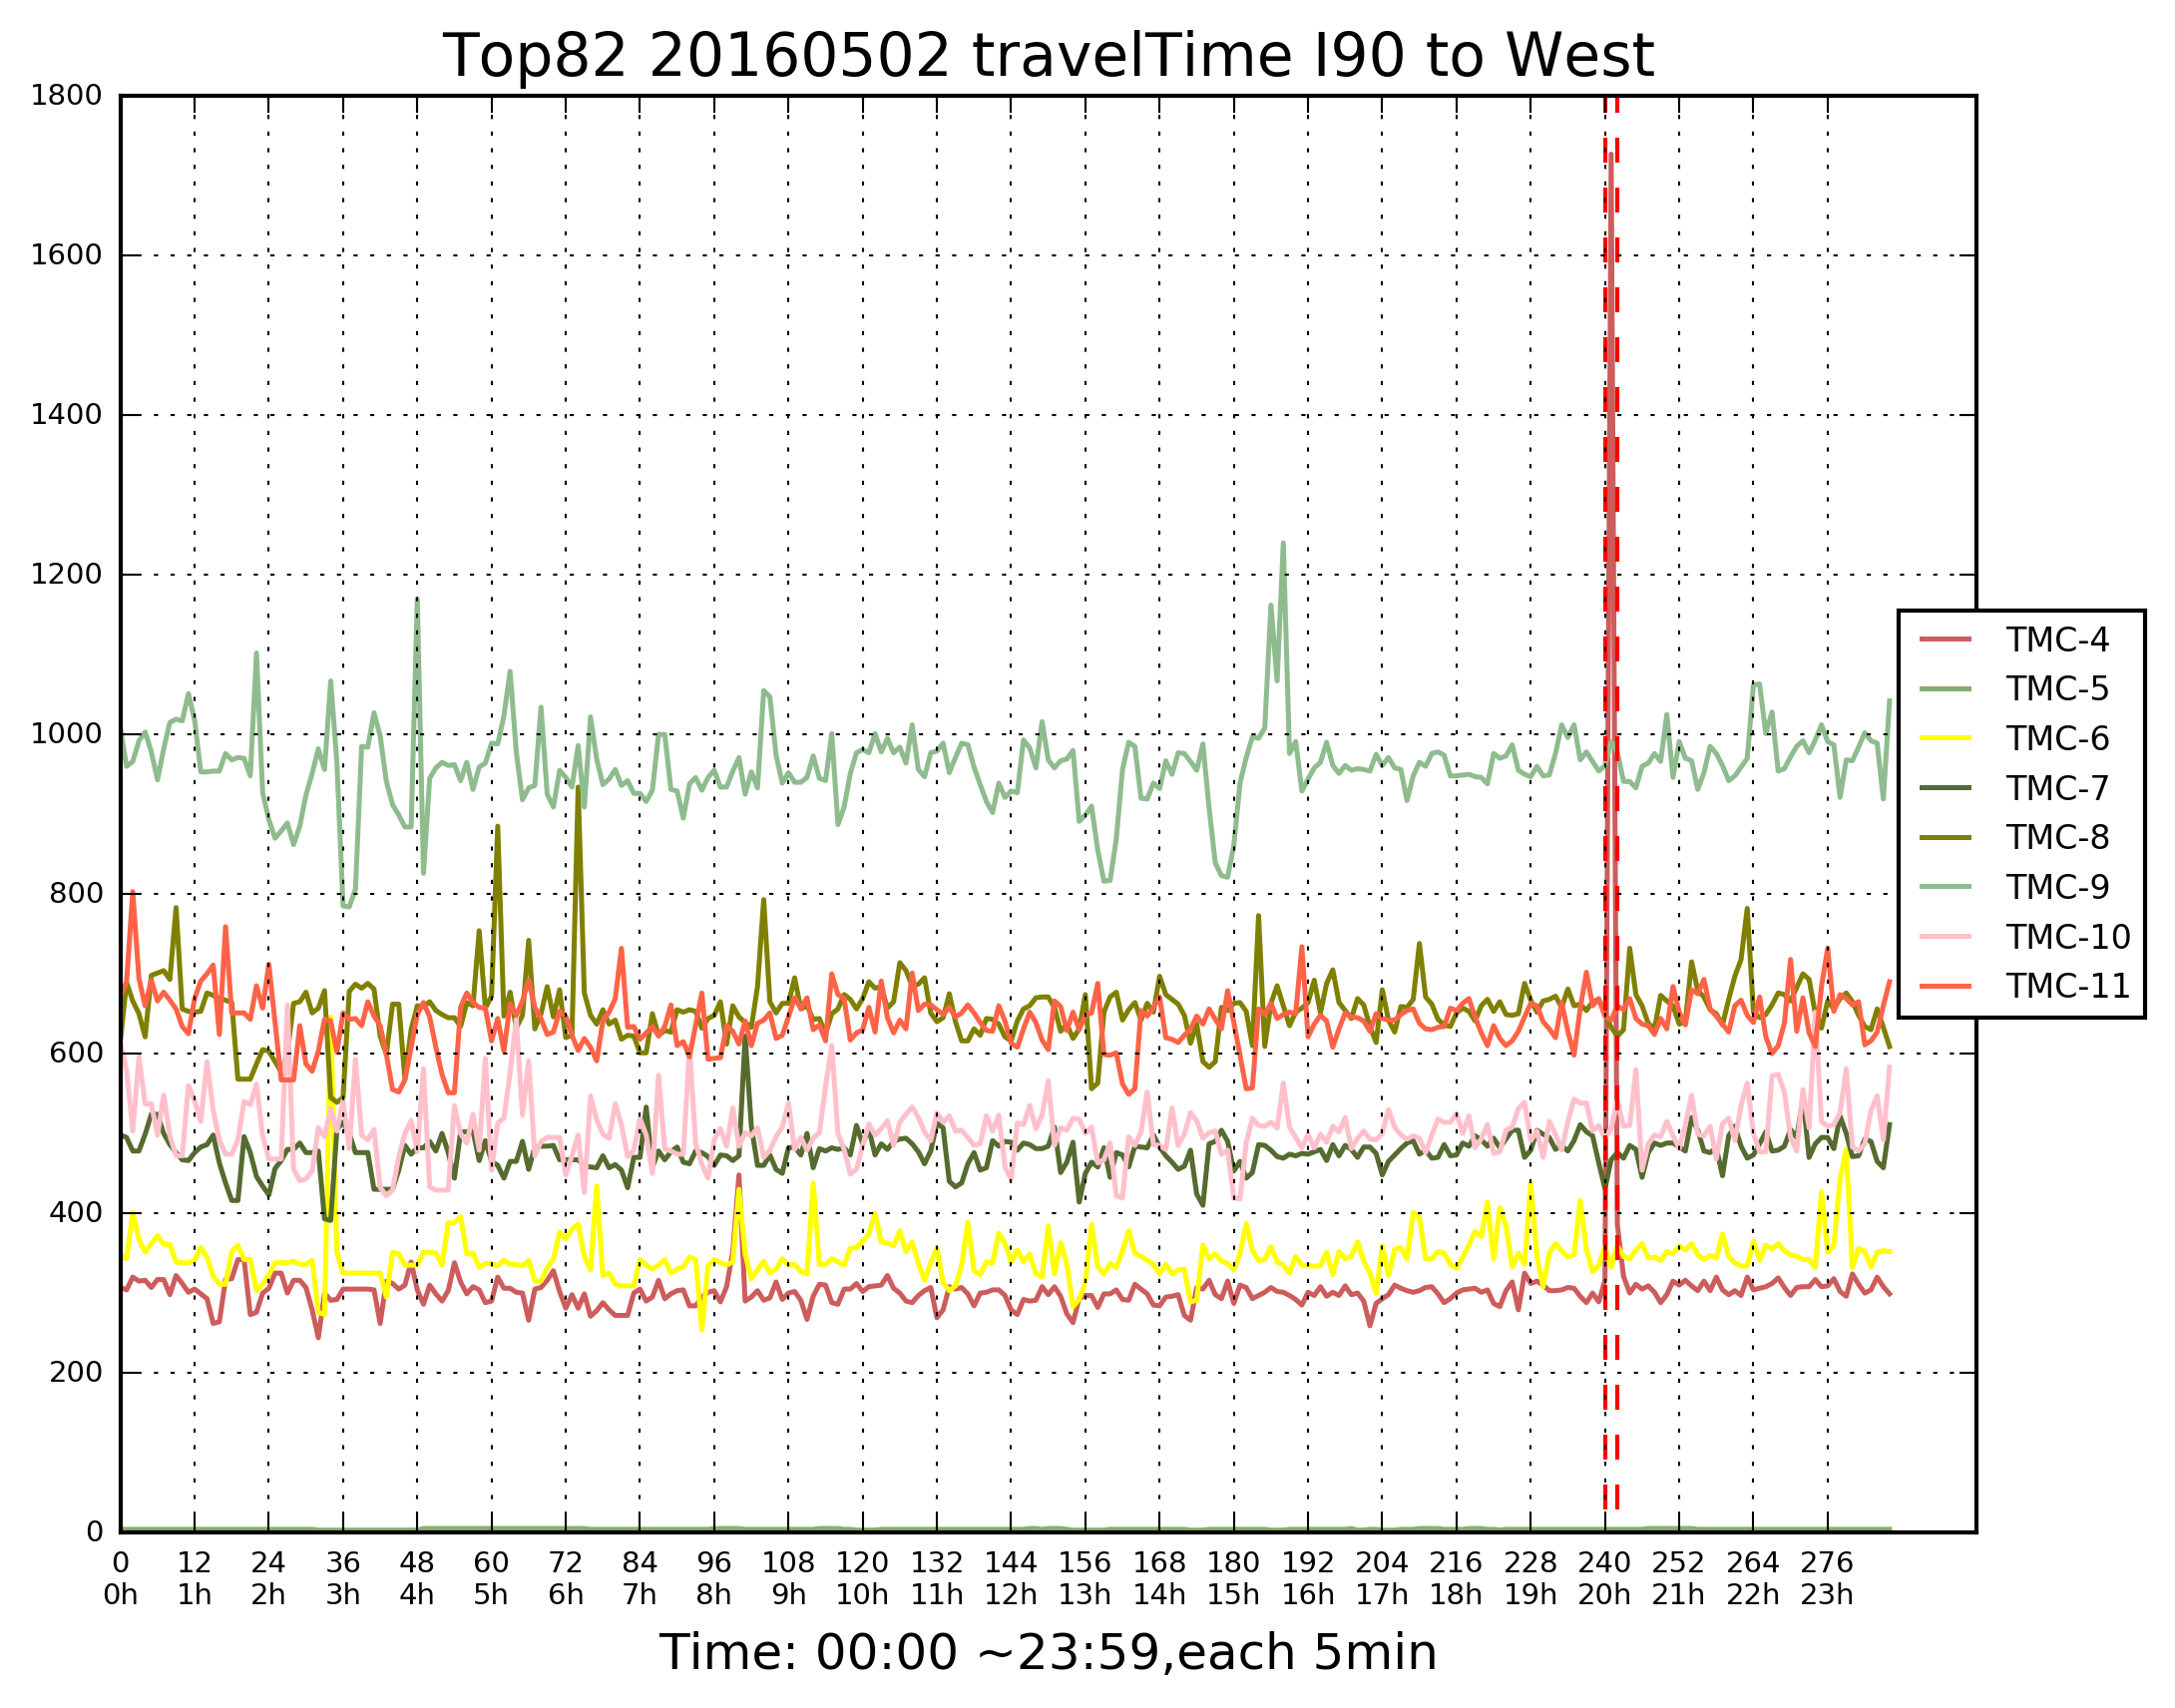 Top82 20160502 travelTime I90 to West
1800
1600
1400
1200
1000
800
600
400
200
0
TMC-4
TMC-5
TMC-6
TMC-7
TMC-8
TMC-9
TMC-10
TMC-11
0 12 24 36 48 60 72 84 96 108 120 132 144 156 168 180 192 204 216 228 240 252 264 276
0h 1h 2h 3h 4h 5h 6h 7h 8h 9h 10h 11h 12h 13h 14h 15h 16h 17h 18h 19h 20h 21h 22h 23h
Time: 00:00 ~23:59,each 5min